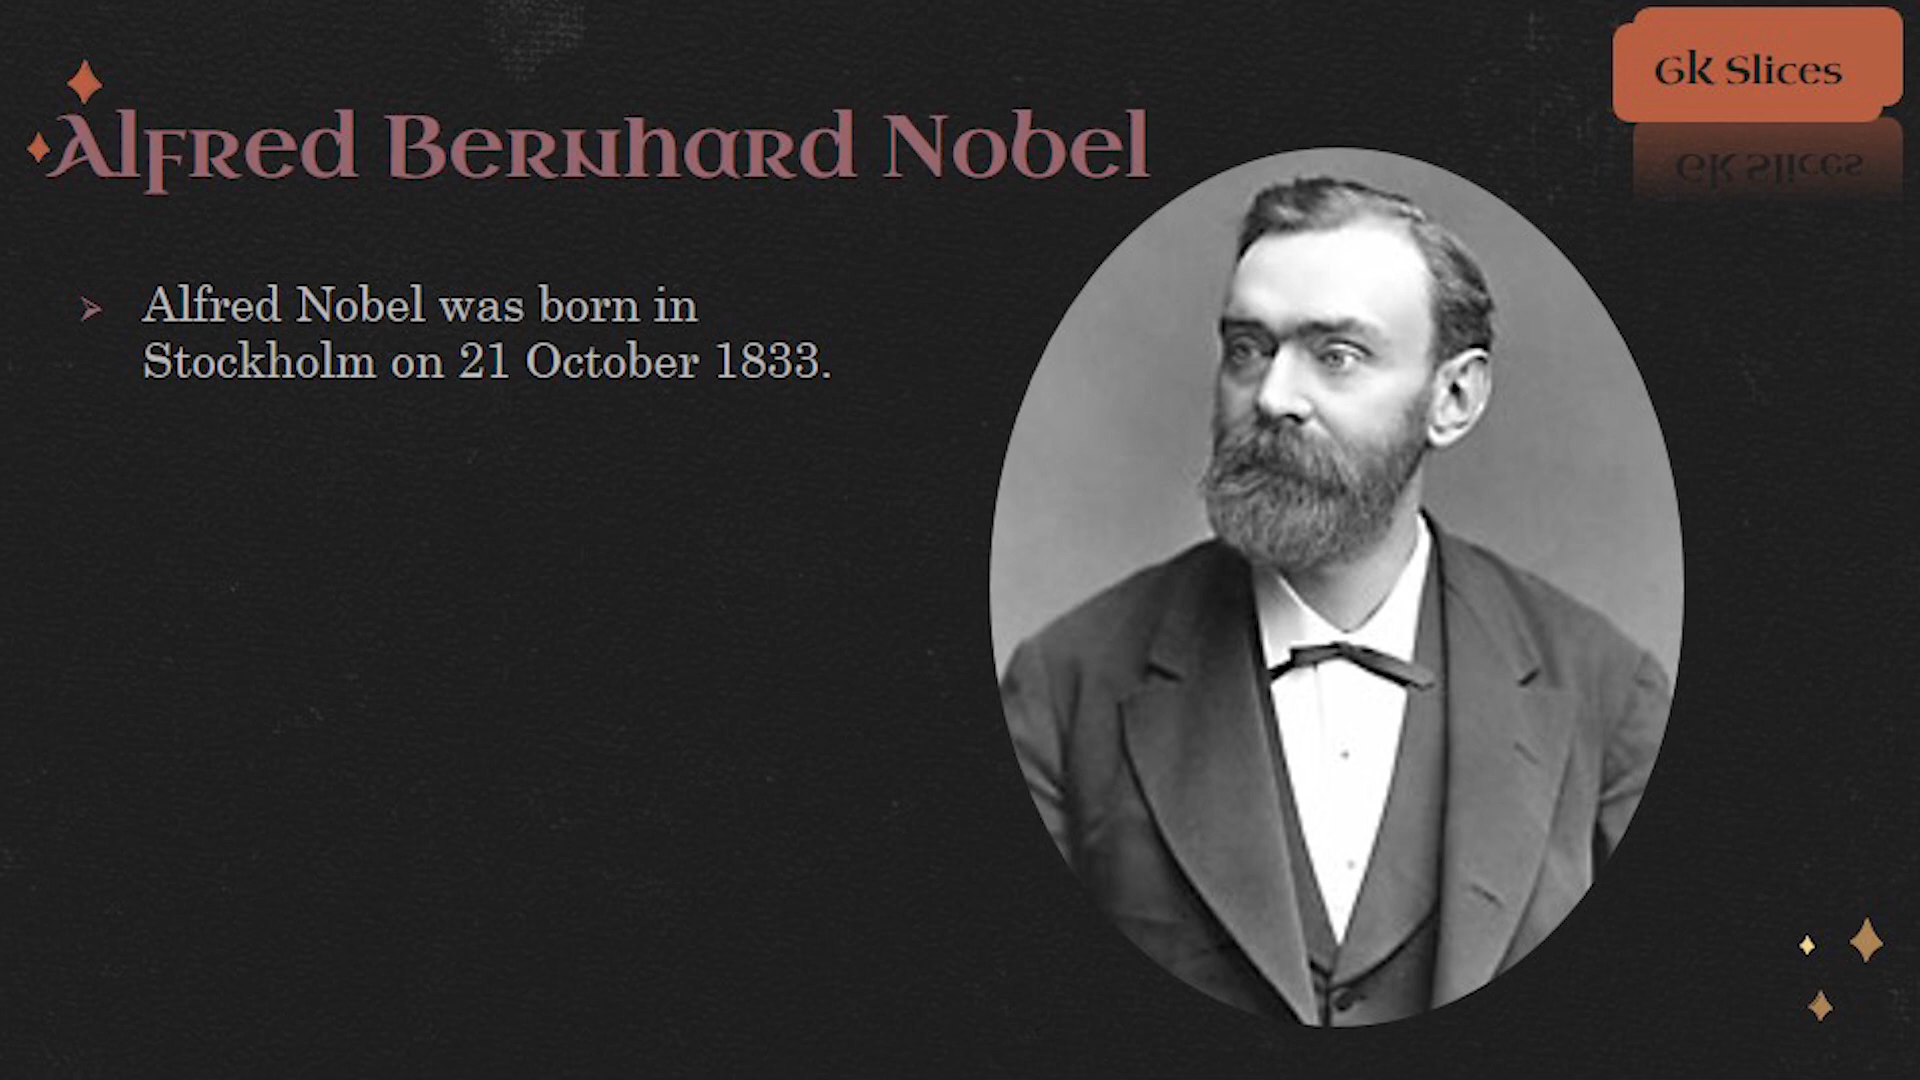 Gk Slices
Alfred Bernhard Nobel
Alfred Nobel was born in
Stockholm on 21 October 1833.